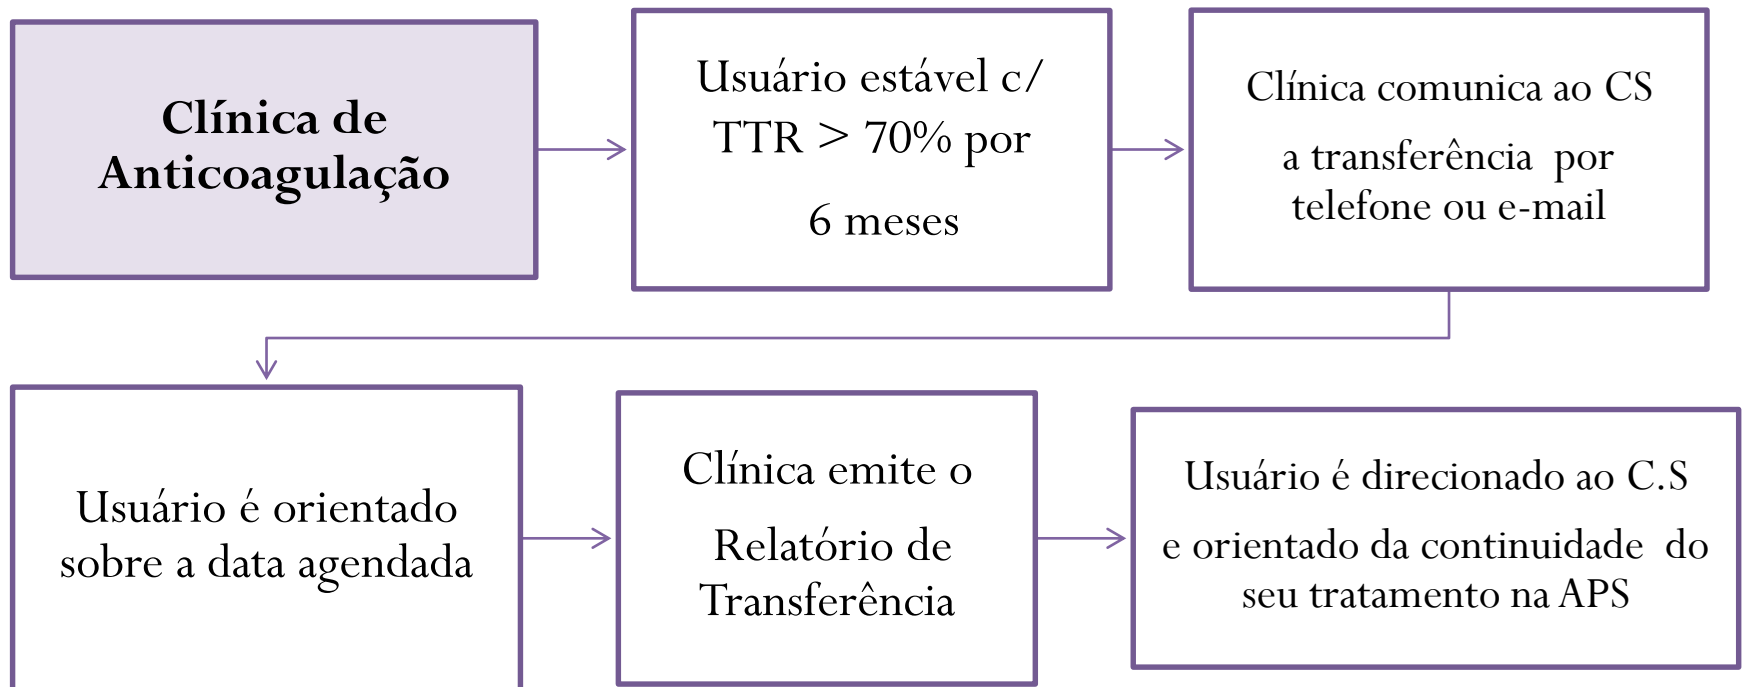 Clínica de
Anticoagulação
Usuário estável c/
TTR > 70% por
6 meses
Clínica comunica ao CS
a transferência por
telefone ou e-mail
Usuário é orientado
sobre a data agendada
Clínica emite o
Relatório de
Transferência
Usuário é direcionado ao C.S
e orientado da continuidade do
seu tratamento na APS